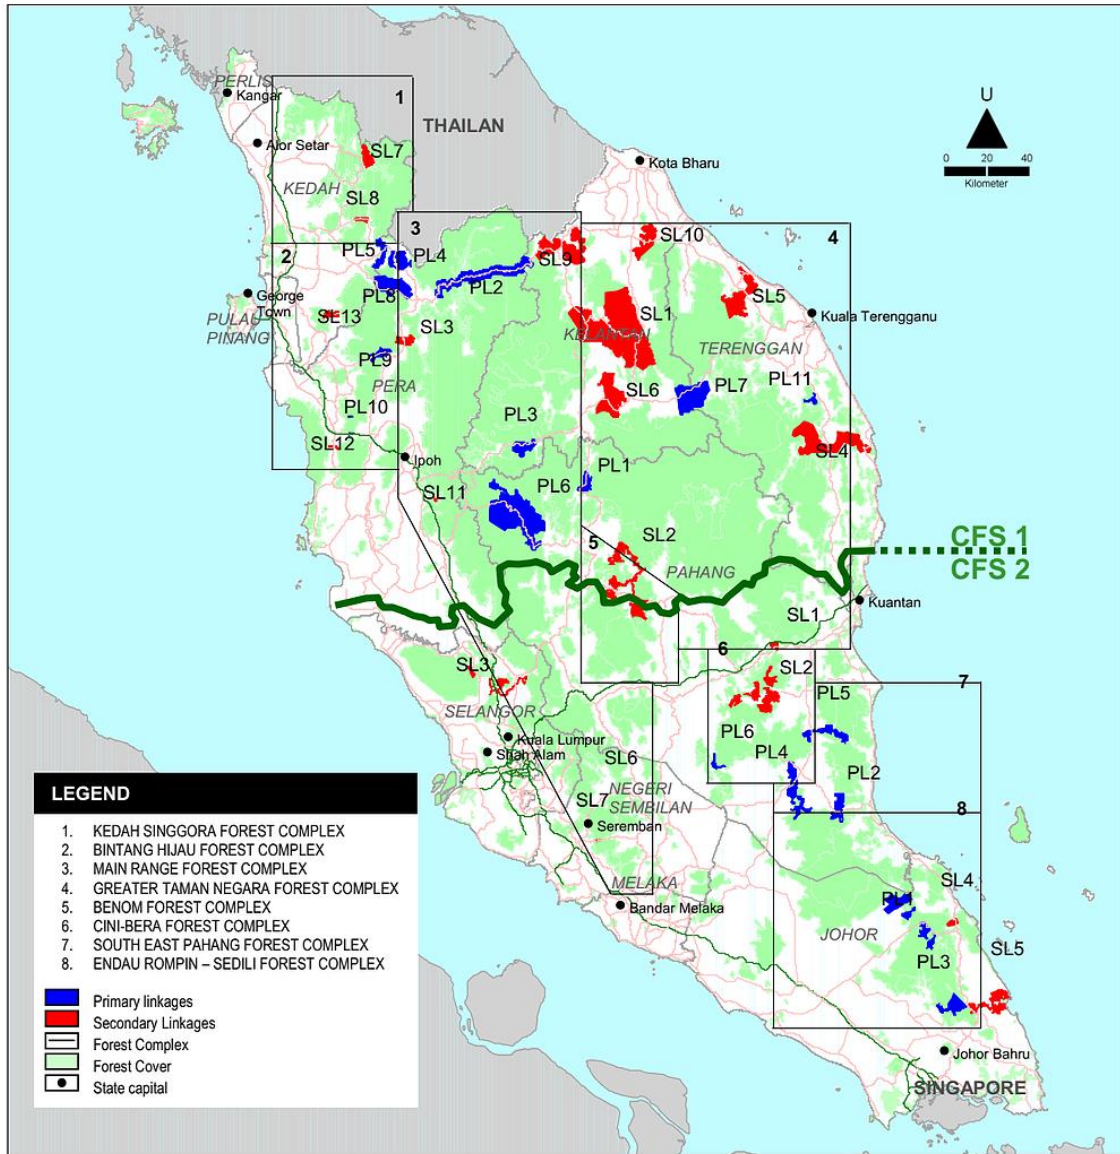 PERLIS
Kangar
1
THAILAN
U
Alor Setar
Kota Bharu
0 20 40
Kilometer
SL7
KEDAH
SL8
3
4
SL10
2
PL5
PL4
SL9
PL2
PL8
SL5
George
Town
PULAU
PINANG
SL13
SL3
SL1
KELANTAN
Kuala Terengganu
TERENGGAN
PL9
PERA
SL6
PL7
PL11
PL10
PL3
SL12
SL4
Ipoh
PL1
PL6
SL11
SL2
5
CFS 1
PAHANG
CFS 2
Kuantan
SL1
6
SL3
SL2
7
PL5
SELANGOR
PL6
Kuala Lumpur
SL6
PL4
Shah Alam
PL2
NEGERI
SEMBILAN
SL7
8
Seremban
MELAKA
SL4
Bandar Melaka
PL1
JOHOR
SL5
PL3
Johor Bahru
SINGAPORE
LEGEND
1. KEDAH SINGGORA FOREST COMPLEX
2. BINTANG HIJAU FOREST COMPLEX
3. MAIN RANGE FOREST COMPLEX
4. GREATER TAMAN NEGARA FOREST COMPLEX
5. BENOM FOREST COMPLEX
6. CINI-BERA FOREST COMPLEX
7. SOUTH EAST PAHANG FOREST COMPLEX
8. ENDAU ROMPIN – SEDILI FOREST COMPLEX
Primary linkages
Secondary Linkages
Forest Complex
Forest Cover
State capital